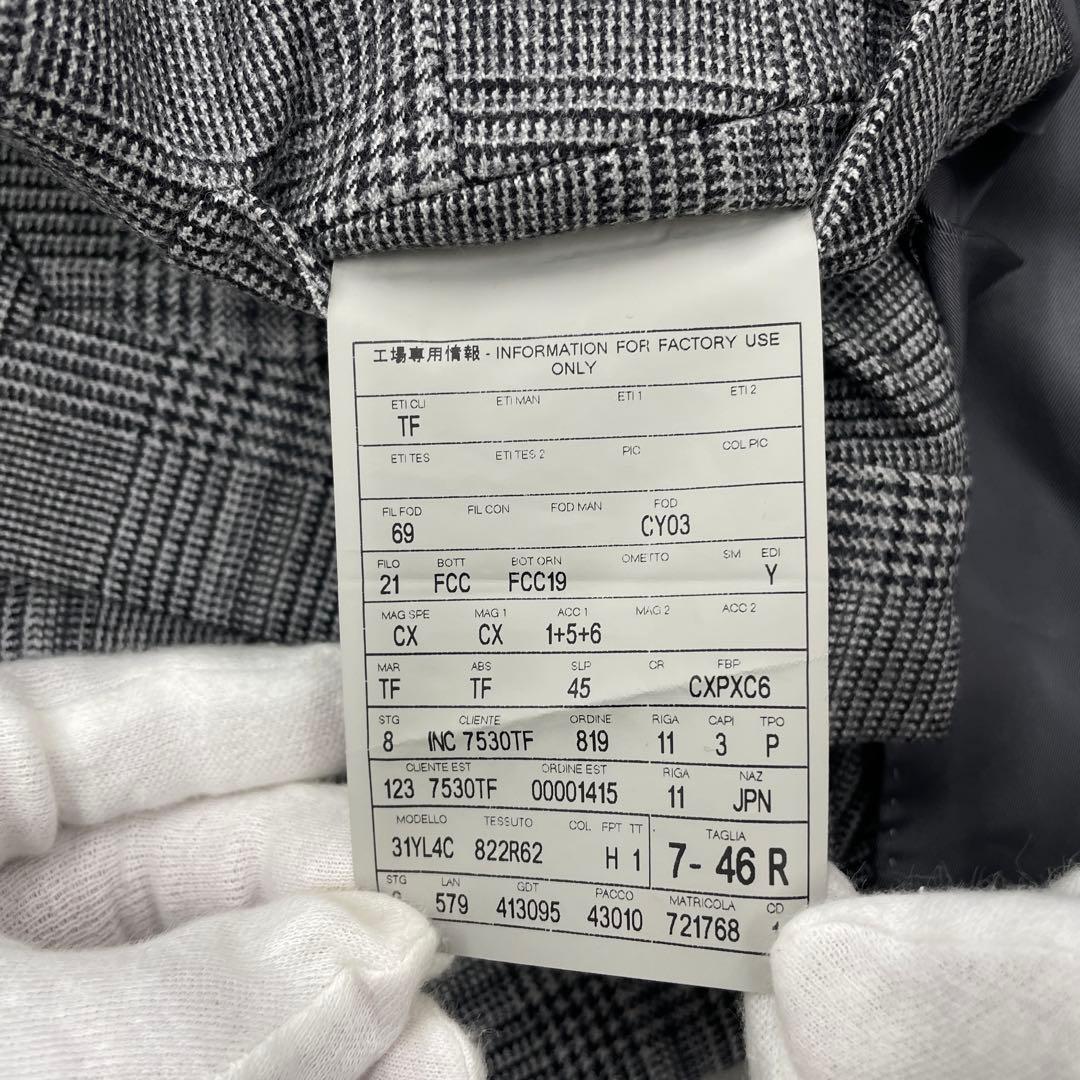 工場専用情報 - INFORMATION FOR FACTORY USE
ONLY
ETI CLI ETI MAN ETI 1 ETI 2
TF
ETI TES ETI TES 2 PIC COL PIC
FIL FOD FIL CON FOD MAN FOD
69 CY03
FILO BOTT BOT ORN OMETTO SM EDI
21 FCC FCC19 Y
MAG SPE MAG 1 ACC 1 MAG 2 ACC 2
CX CX 1+5+6
MAR ABS SLP CR FBP
TF TF 45 CXPXC6
STG CLIENTE ORDINE RIGA CAPI TPO
8 INC 7530TF 819 11 3 P
CLIENTE EST ORDINE EST RIGA NAZ
123 7530TF 00001415 11 JPN
MODELLO TESSUTO COL FPT TT TAGLIA
31YL4C 822R62 H 1 7- 46 R
STG LAN GDT PACCO MATRICOLA CD
579 413095 43010 721768